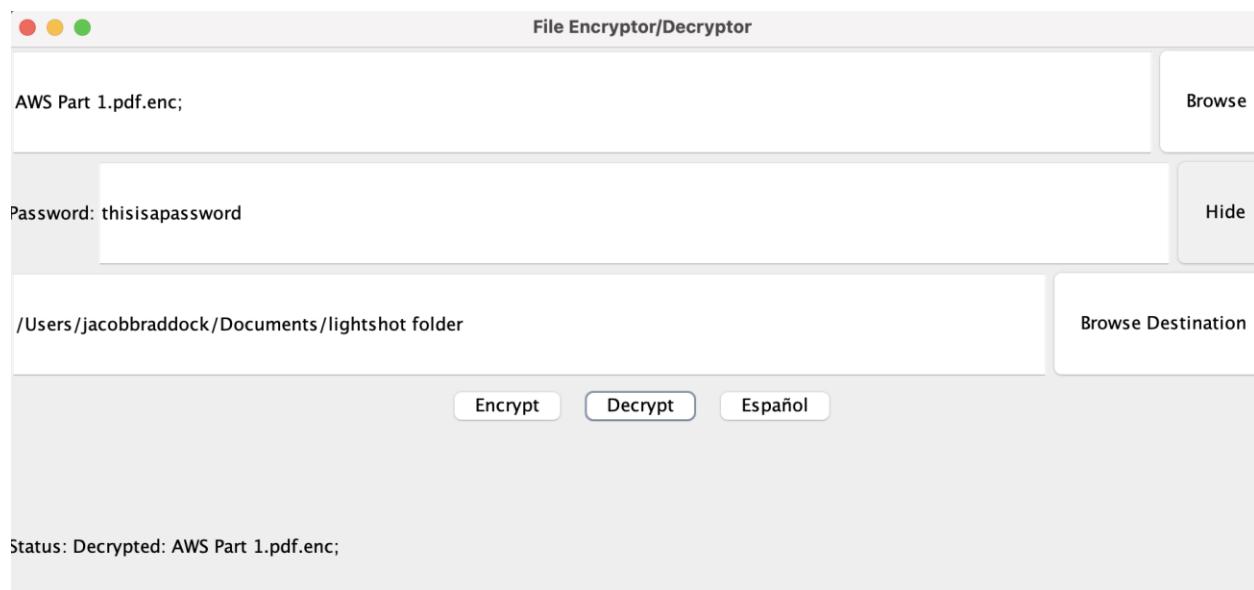 File Encryptor/Decryptor
AWS Part 1.pdf.enc;
Browse
Password: thisisapassword
Hide
/Users/jacobbraddock/Documents/lightshot folder
Browse Destination
Encrypt
Decrypt
Español
Status: Decrypted: AWS Part 1.pdf.enc;